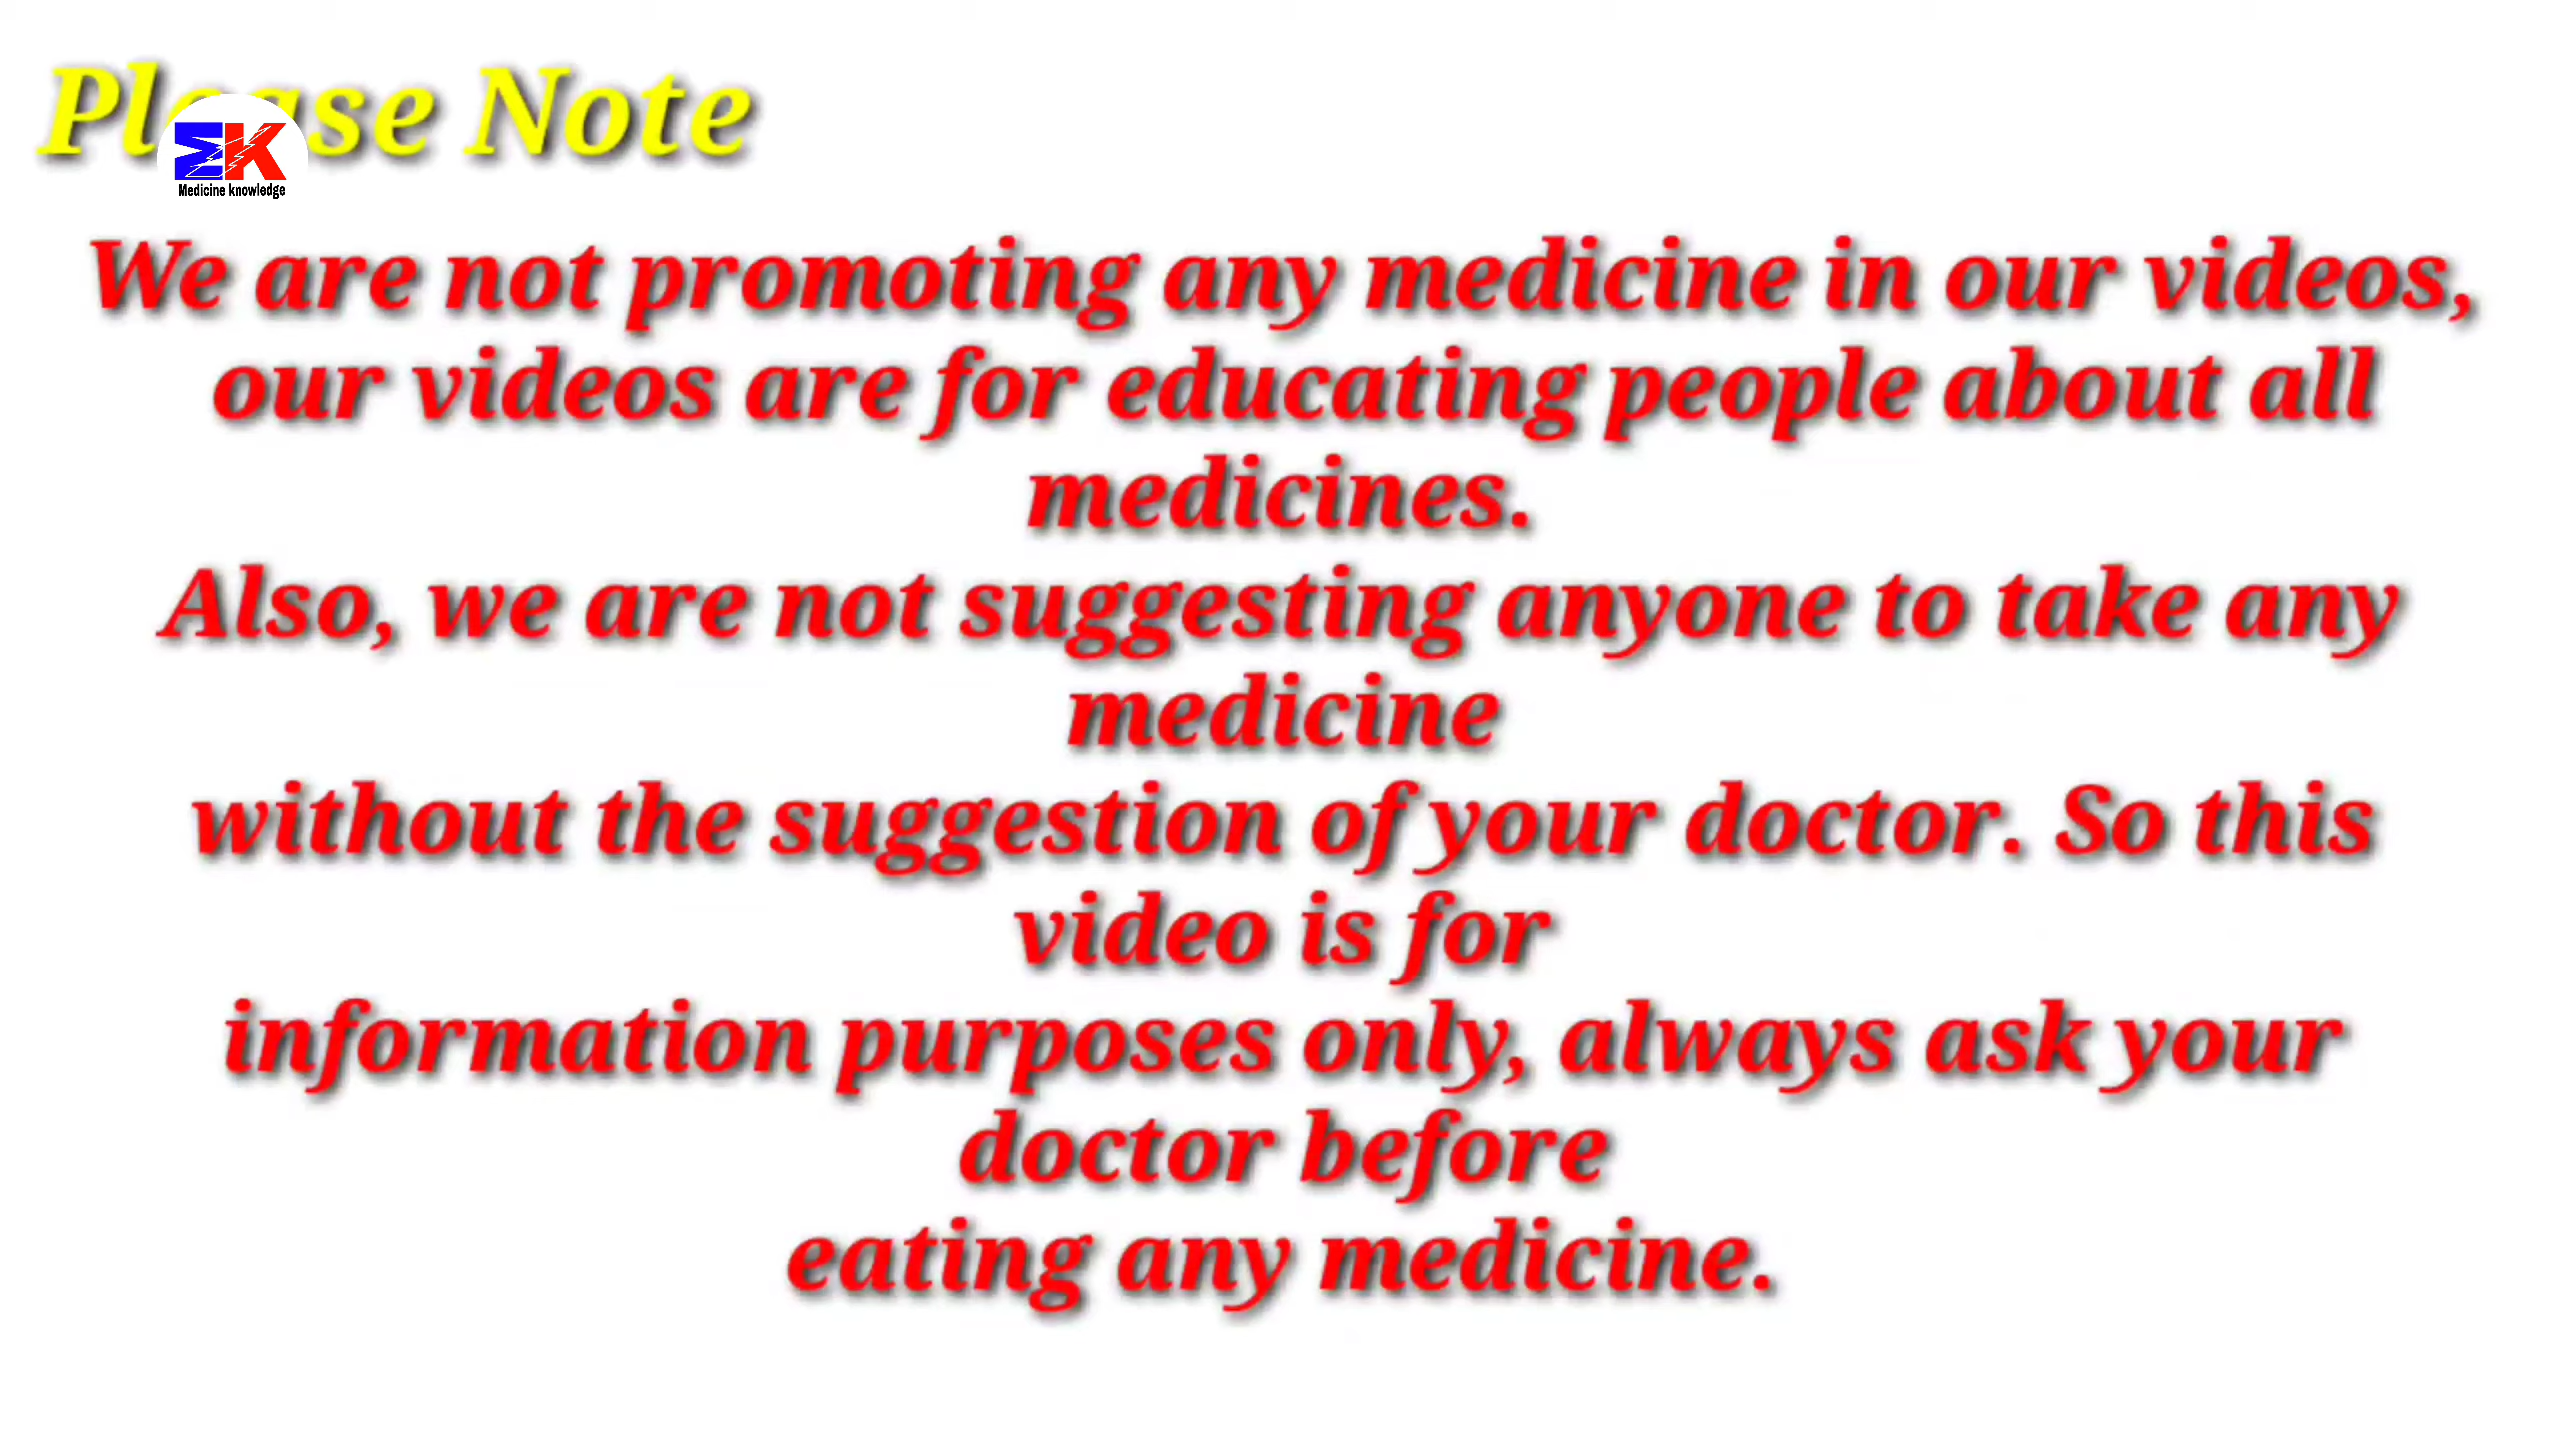 Please Note
MK
Medicine knowledge
We are not promoting any medicine in our videos,
our videos are for educating people about all
medicines.
Also, we are not suggesting anyone to take any
medicine
without the suggestion of your doctor. So this
video is for
information purposes only, always ask your
doctor before
eating any medicine.